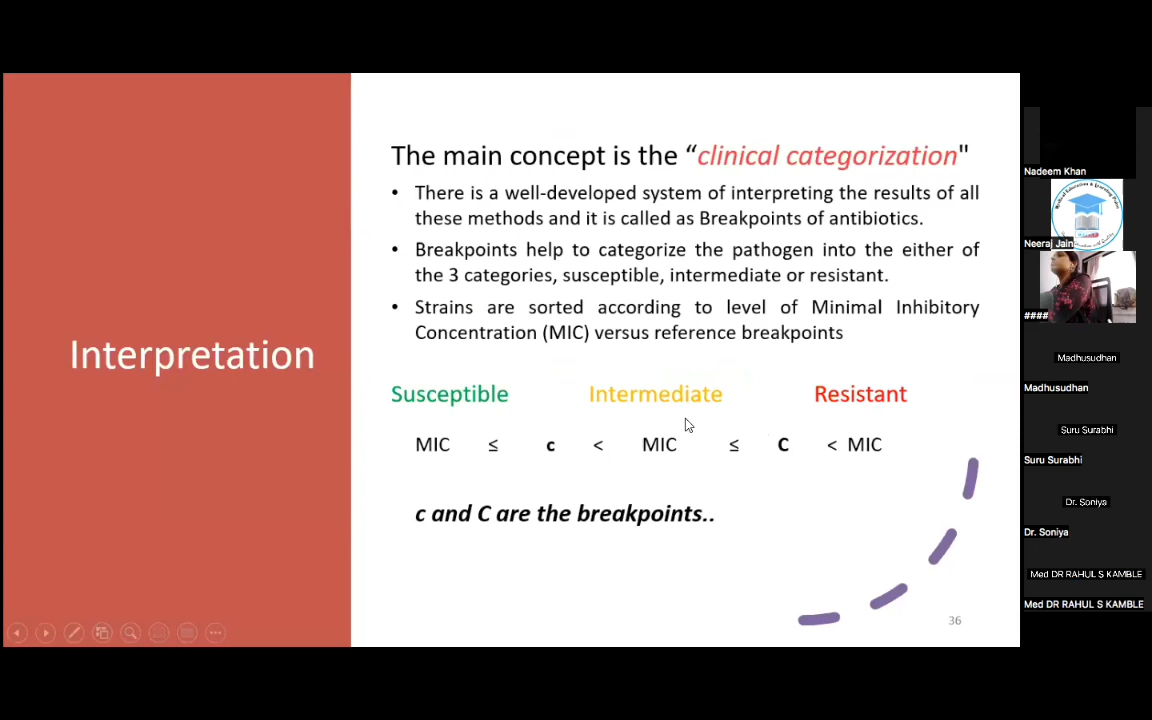 The main concept is the “clinical categorization"
• There is a well-developed system of interpreting the results of all
these methods and it is called as Breakpoints of antibiotics.
• Breakpoints help to categorize the pathogen into the either of
the 3 categories, susceptible, intermediate or resistant.
• Strains are sorted according to level of Minimal Inhibitory
Concentration (MIC) versus reference breakpoints
Interpretation
Susceptible Intermediate Resistant
MIC ≤ c < MIC ≤ C < MIC
c and C are the breakpoints..
36
Nadeem Khan
Neeraj Jain
####
Madhusudhan
Madhusudhan
Suru Surabhi
Suru Surabhi
Dr. Soniya
Dr. Soniya
Med DR RAHUL S KAMBLE
Med DR RAHUL S KAMBLE